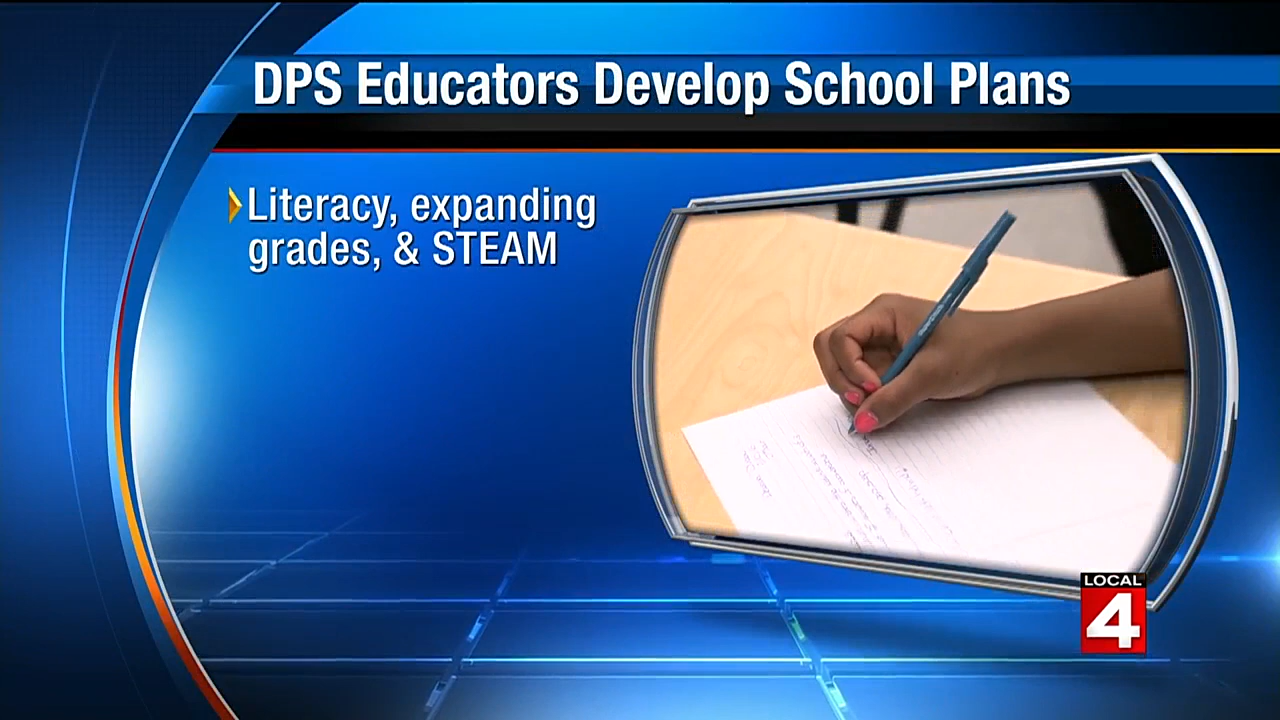 DPS Educators Develop School Plans
Literacy, expanding
grades, & STEAM
LOCAL
4